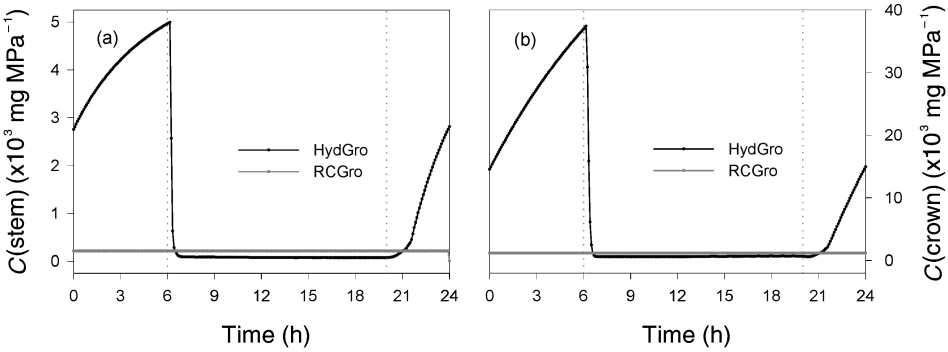 C(stem) (x10³ mg MPa⁻¹)
5
4
3
2
1
0
(a)
HydGro
RCGro
0 3 6 9 12 15 18 21 24
Time (h)
(b)
HydGro
RCGro
0 3 6 9 12 15 18 21 24
Time (h)
40
30
20
10
0
C(crown) (x10³ mg MPa⁻¹)